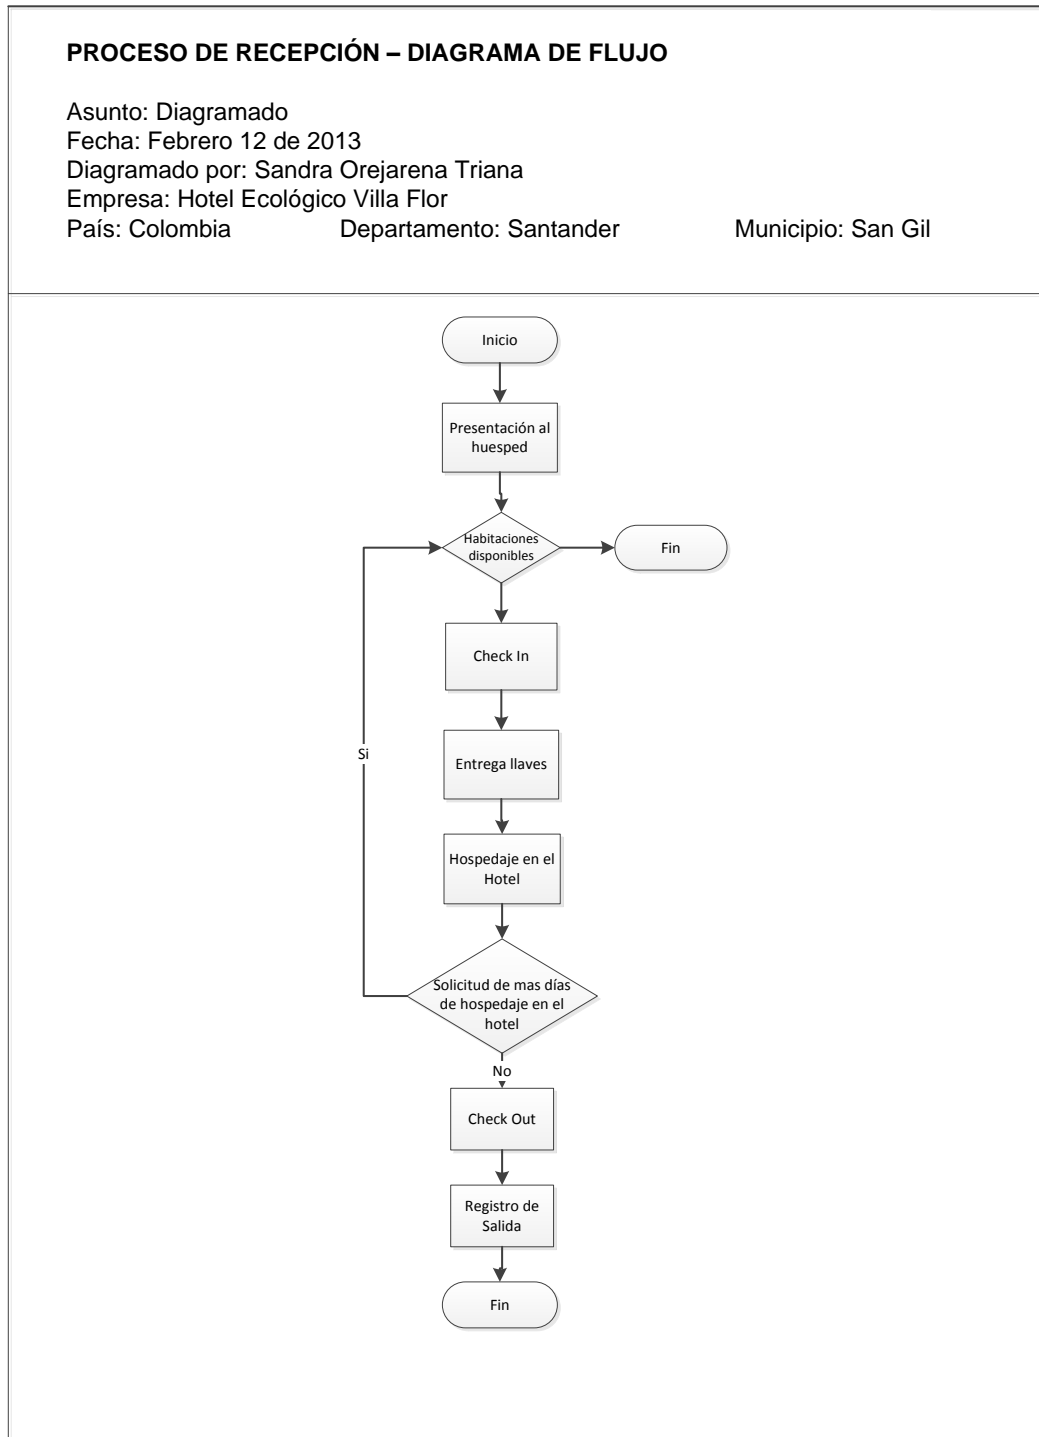 PROCESO DE RECEPCIÓN – DIAGRAMA DE FLUJO
Asunto: Diagramado
Fecha: Febrero 12 de 2013
Diagramado por: Sandra Orejarena Triana
Empresa: Hotel Ecológico Villa Flor
País: Colombia Departamento: Santander Municipio: San Gil
Inicio
Presentación al
huesped
Habitaciones
disponibles
Fin
Check In
Si
Entrega llaves
Hospedaje en el
Hotel
Solicitud de mas días
de hospedaje en el
hotel
No
Check Out
Registro de
Salida
Fin